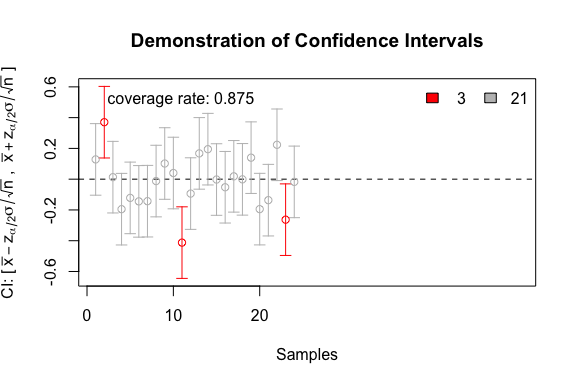 Demonstration of Confidence Intervals
CI: [ x̄ − zα/2σ/√n , x̄ + zα/2σ/√n ]
0.6
0.2
-0.2
-0.6
coverage rate: 0.875
3
21
0
10
20
Samples